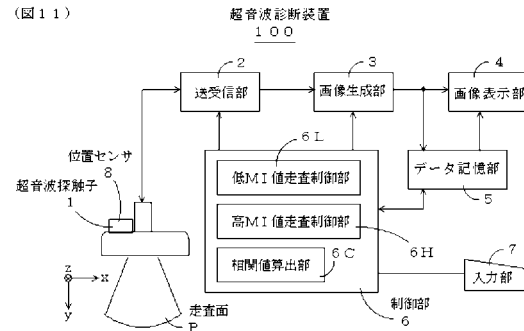 (図11)
超音波診断装置
100
2
送受信部
3
画像生成部
4
画像表示部
位置センサ
8
超音波探触子
1
6L
低MI値走査制御部
データ記憶部
5
高MI値走査制御部
6H
相関値算出部
6C
7
入力部
制御部
6
z
x
y
走査面
P